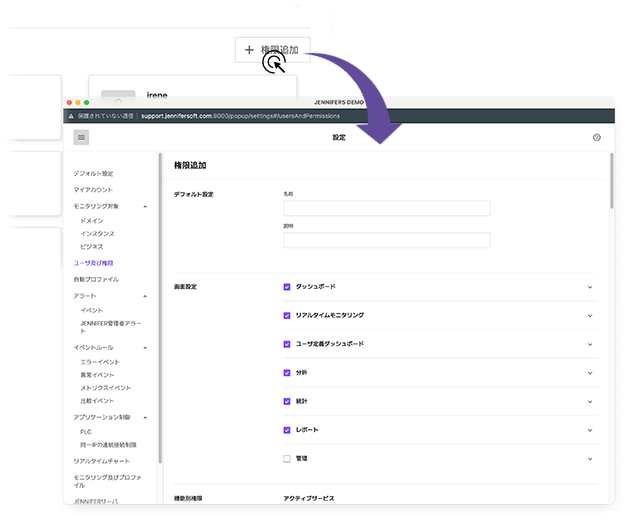 権限追加
irene
JENNIFER5 DEMO
保護されていない通信 | support.jennifersoft.com:8000/popup/settings#/usersAndPermissions
設定
デフォルト設定
マイアカウント
モニタリング対象
ドメイン
インスタンス
ビジネス
ユーザ及び権限
自動プロファイル
アラート
イベント
JENNIFER管理者アラー
ト
イベントルール
エラーイベント
異常イベント
メトリクスイベント
比較イベント
アプリケーション制御
PLC
同一IPの連続接続制限
リアルタイムチャート
モニタリング及びプロファ
イル
JENNIFERサーバ
権限追加
デフォルト設定
名前
説明
画面設定
ダッシュボード
リアルタイムモニタリング
ユーザ定義ダッシュボード
分析
統計
レポート
管理
機能別権限
アクティブサービス